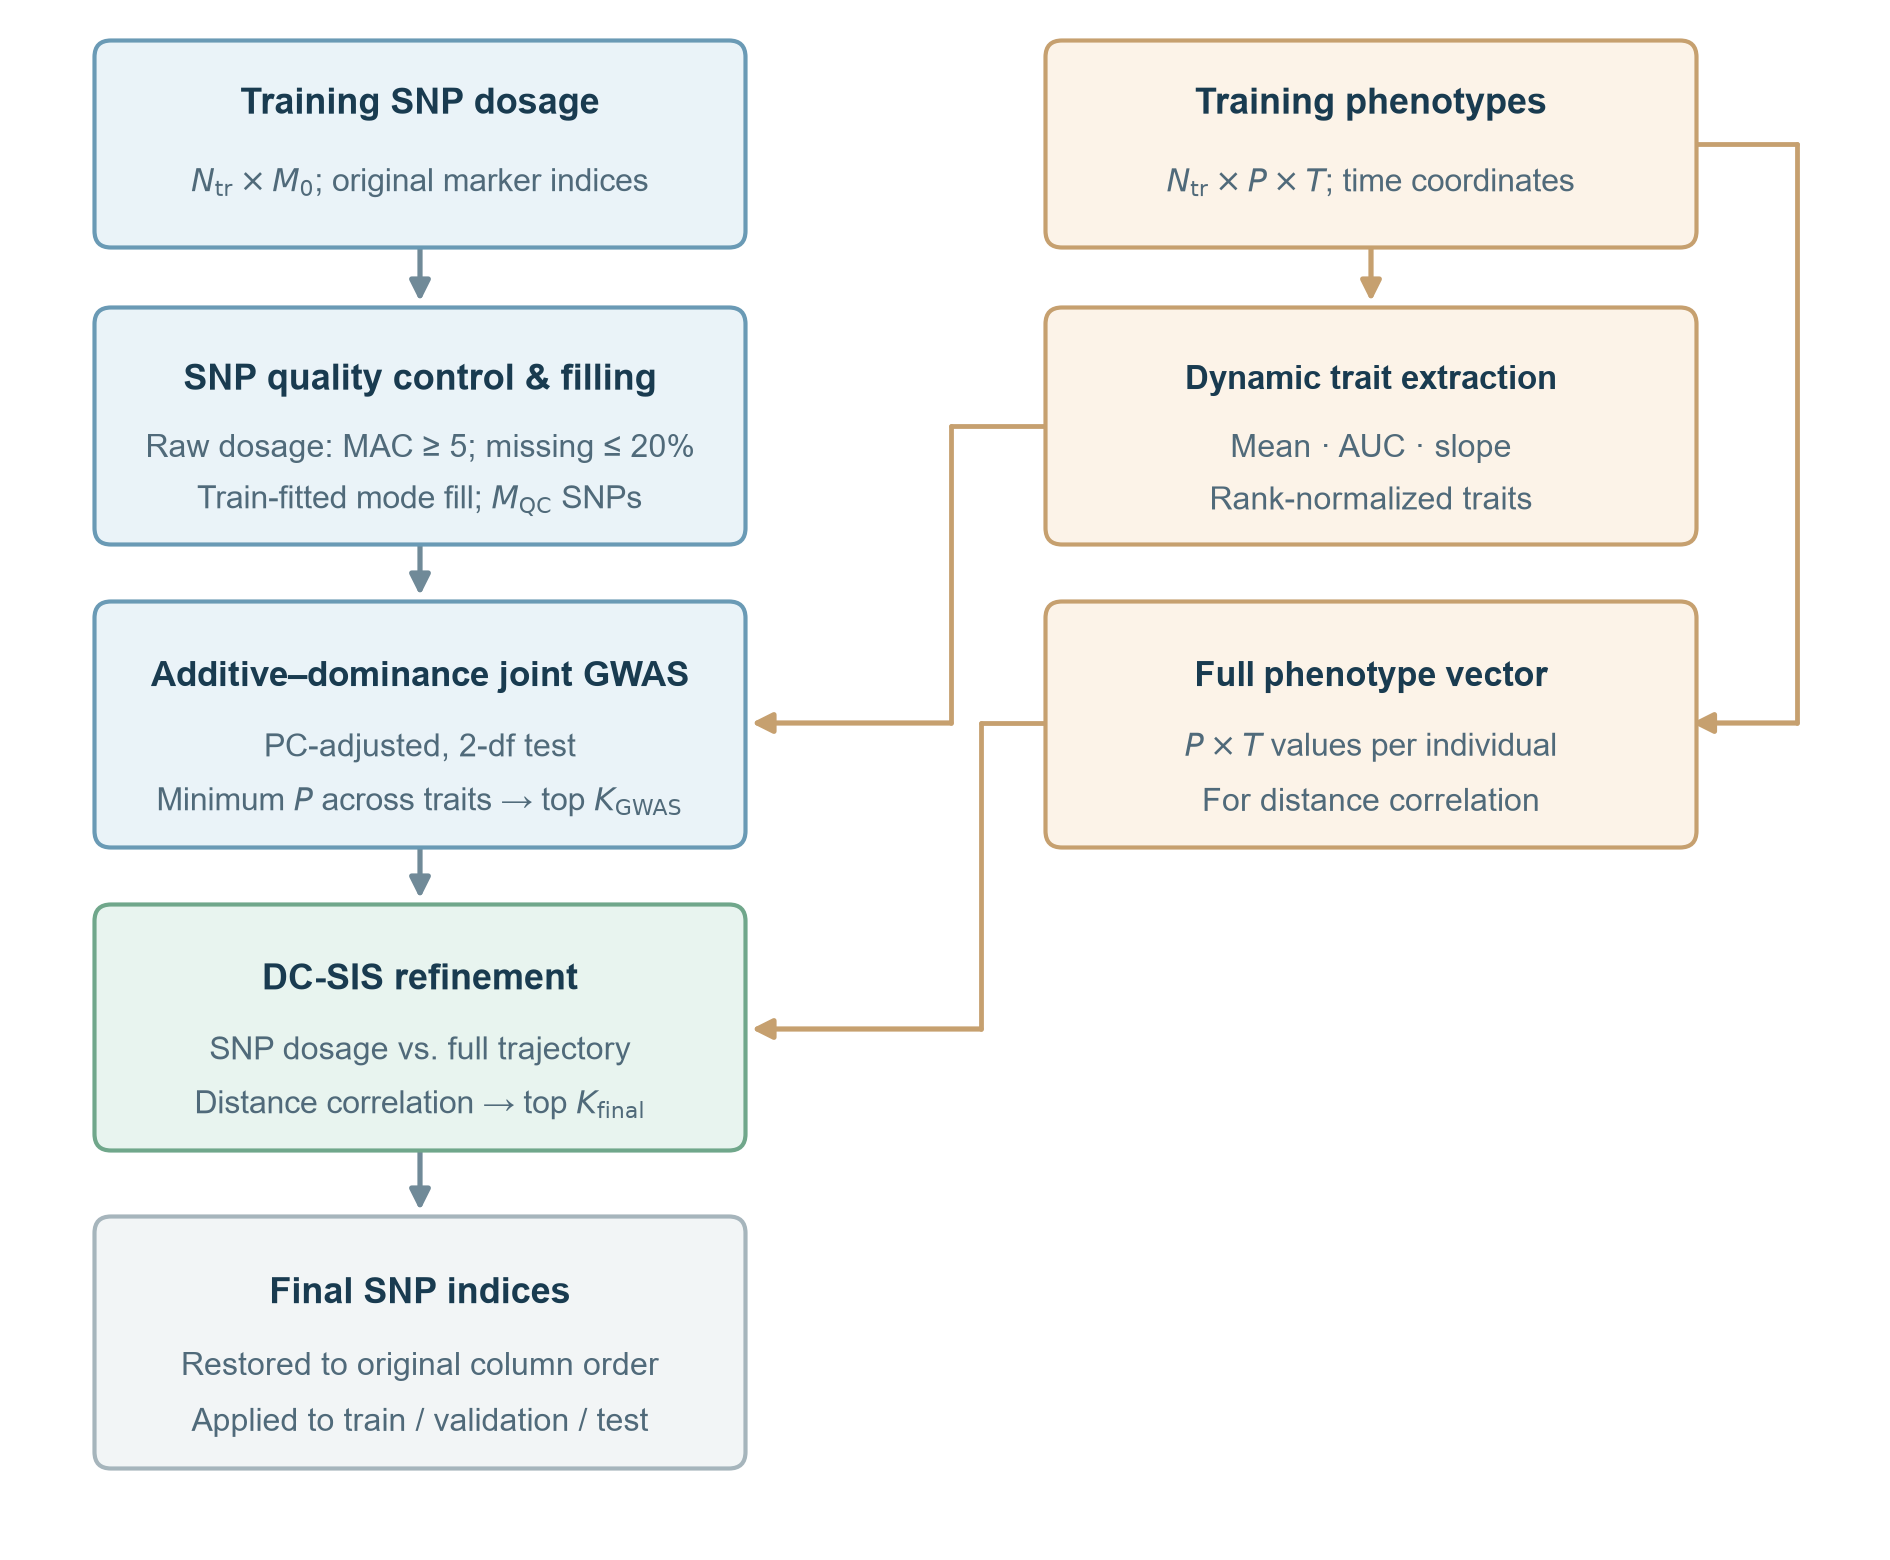 Training SNP dosage
N_tr × M_0; original marker indices
SNP quality control & filling
Raw dosage: MAC ≥ 5; missing ≤ 20%
Train-fitted mode fill; M_QC SNPs
Additive–dominance joint GWAS
PC-adjusted, 2-df test
Minimum P across traits → top K_GWAS
DC-SIS refinement
SNP dosage vs. full trajectory
Distance correlation → top K_final
Final SNP indices
Restored to original column order
Applied to train / validation / test
Training phenotypes
N_tr × P × T; time coordinates
Dynamic trait extraction
Mean · AUC · slope
Rank-normalized traits
Full phenotype vector
P × T values per individual
For distance correlation